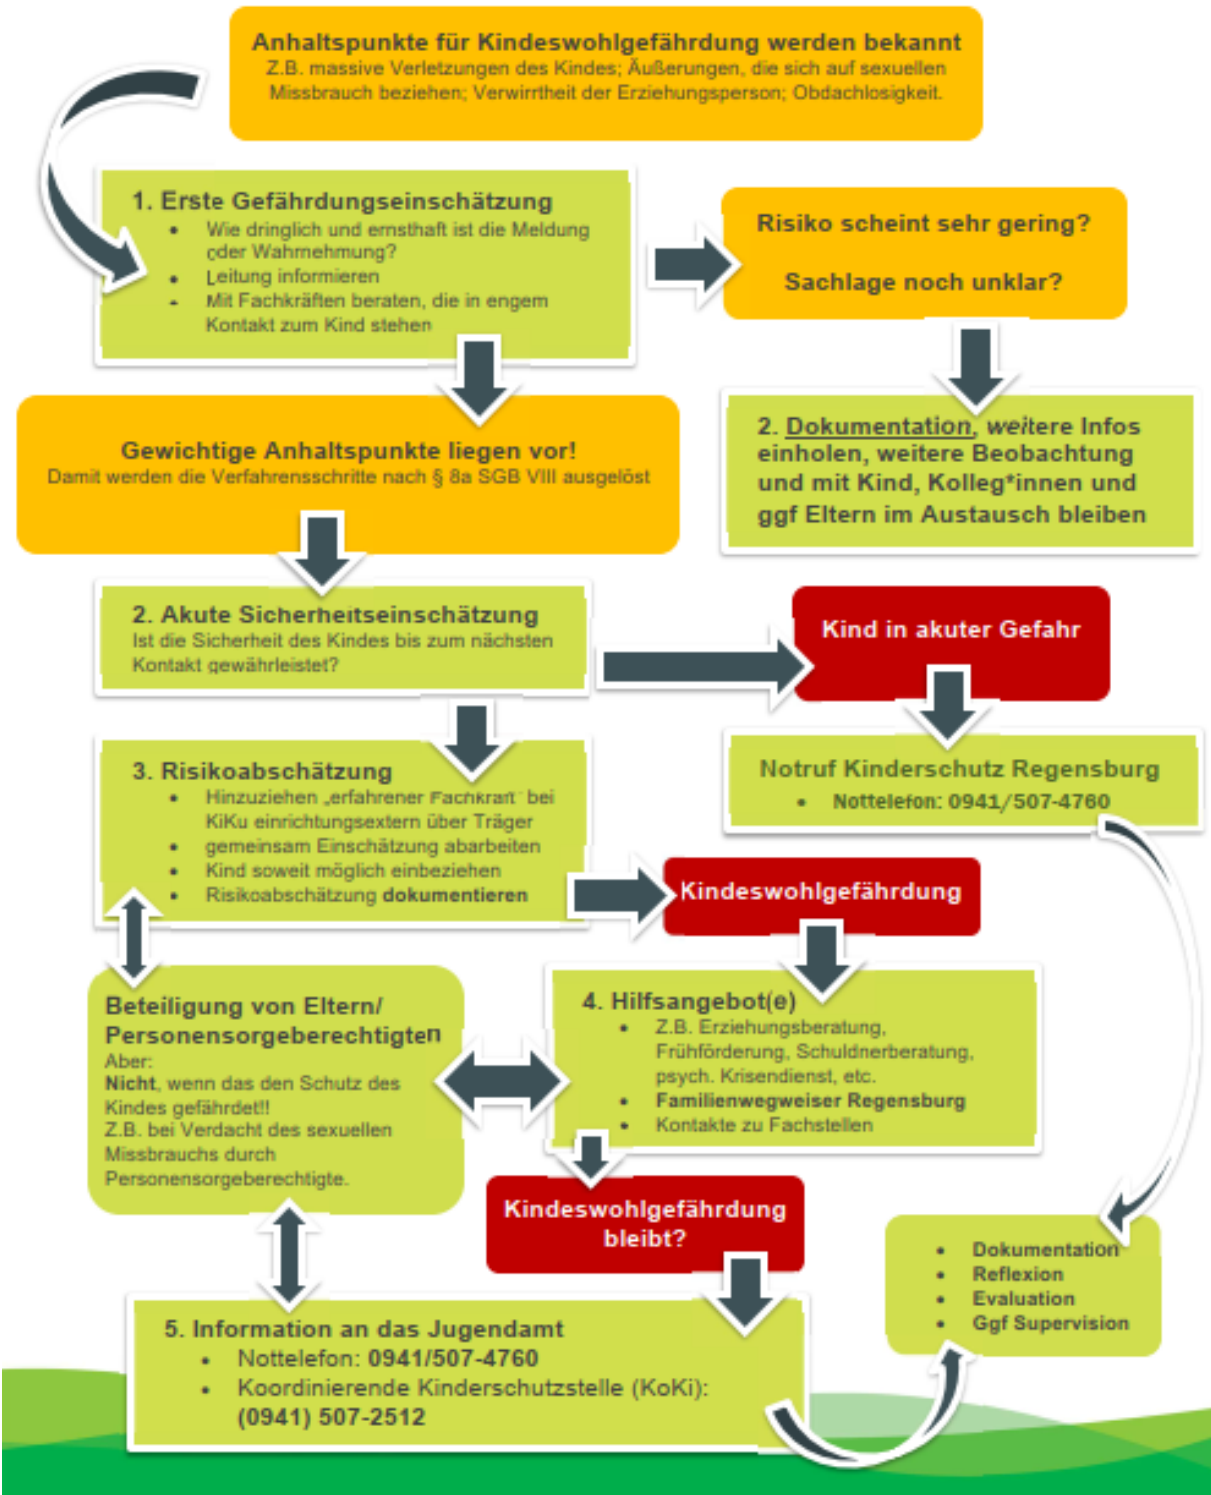 Anhaltspunkte für Kindeswohlgefährdung werden bekannt
Z.B. massive Verletzungen des Kindes; Äußerungen, die sich auf sexuellen
Missbrauch beziehen; Verwirrtheit der Erziehungsperson; Obdachlosigkeit.
1. Erste Gefährdungseinschätzung
• Wie dringlich und ernsthaft ist die Meldung
oder Wahrnehmung?
• Leitung informieren
• Mit Fachkräften beraten, die in engem
Kontakt zum Kind stehen
Risiko scheint sehr gering?
Sachlage noch unklar?
Gewichtige Anhaltspunkte liegen vor!
Damit werden die Verfahrensschritte nach § 8a SGB VIII ausgelöst
2. Dokumentation, weitere Infos
einholen, weitere Beobachtung
und mit Kind, Kolleg*innen und
ggf Eltern im Austausch bleiben
2. Akute Sicherheitseinschätzung
Ist die Sicherheit des Kindes bis zum nächsten
Kontakt gewährleistet?
Kind in akuter Gefahr
Notruf Kinderschutz Regensburg
• Nottelefon: 0941/507-4760
3. Risikoabschätzung
• Hinzuziehen „erfahrener Fachkraft“ bei
KiKu einrichtungsextern über Träger
• gemeinsam Einschätzung abarbeiten
• Kind soweit möglich einbeziehen
• Risikoabschätzung dokumentieren
Kindeswohlgefährdung
Beteiligung von Eltern/
Personensorgeberechtigten
Aber:
Nicht, wenn das den Schutz des
Kindes gefährdet!!
Z.B. bei Verdacht des sexuellen
Missbrauchs durch
Personensorgeberechtigte.
4. Hilfsangebot(e)
• Z.B. Erziehungsberatung,
Frühförderung, Schuldnerberatung,
psych. Krisendienst, etc.
• Familienwegweiser Regensburg
• Kontakte zu Fachstellen
Kindeswohlgefährdung
bleibt?
• Dokumentation
• Reflexion
• Evaluation
• Ggf Supervision
5. Information an das Jugendamt
• Nottelefon: 0941/507-4760
• Koordinierende Kinderschutzstelle (KoKi):
(0941) 507-2512